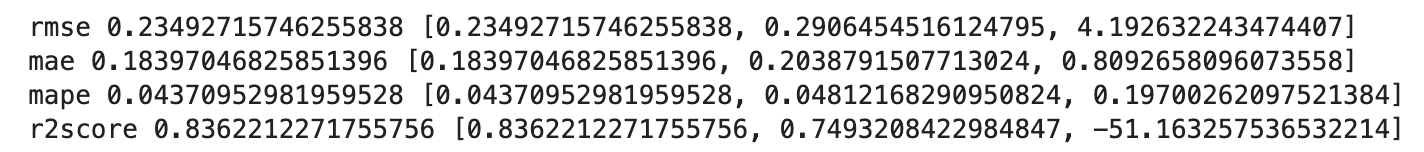 rmse 0.23492715746255838 [0.23492715746255838, 0.2906454516124795, 4.192632243474407]
mae 0.18397046825851396 [0.18397046825851396, 0.2038791507713024, 0.8092658096073558]
mape 0.04370952981959528 [0.04370952981959528, 0.04812168290950824, 0.19700262097521384]
r2score 0.8362212271755756 [0.8362212271755756, 0.7493208422984847, -51.163257536532214]